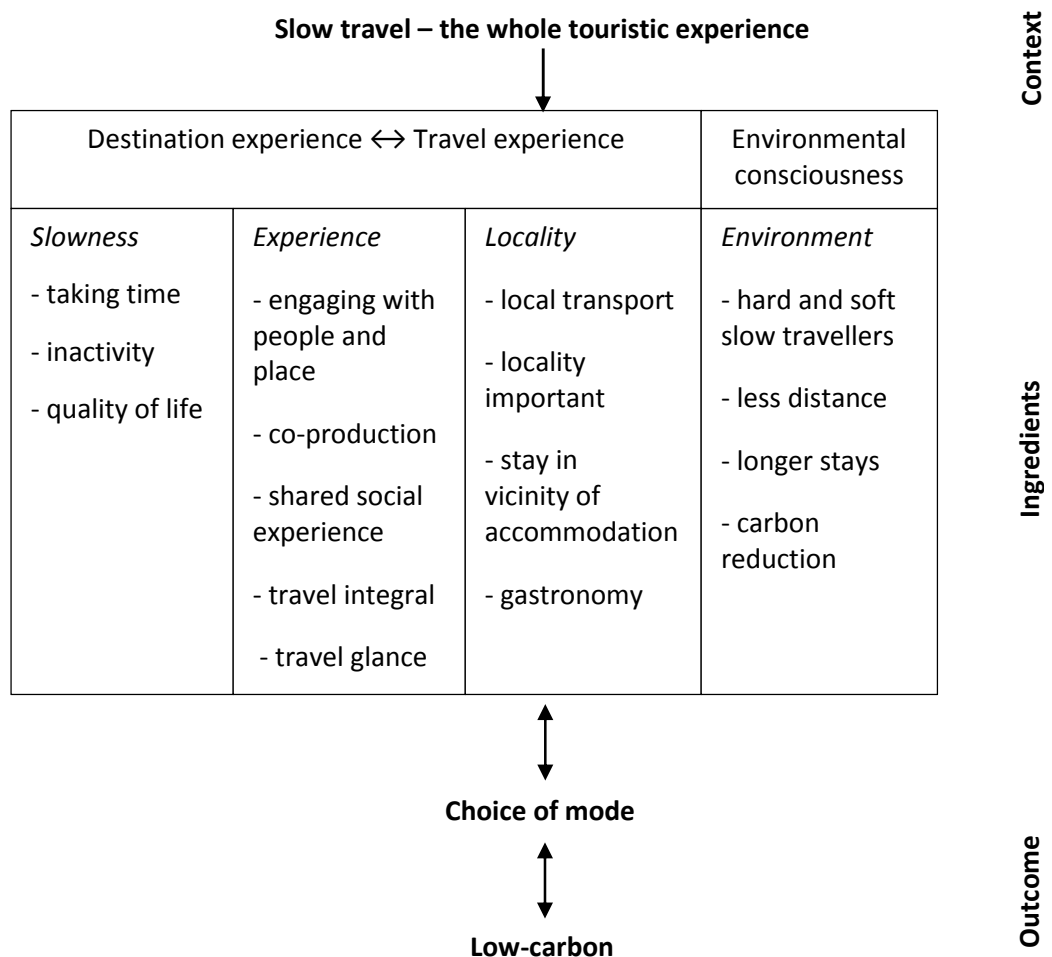 Slow travel – the whole touristic experience
Context
Destination experience ↔ Travel experience
Environmental
consciousness
Slowness
- taking time
- inactivity
- quality of life
Experience
- engaging with
people and
place
- co-production
- shared social
experience
- travel integral
- travel glance
Locality
- local transport
- locality
important
- stay in
vicinity of
accommodation
- gastronomy
Environment
- hard and soft
slow travellers
- less distance
- longer stays
- carbon
reduction
Ingredients
Choice of mode
Outcome
Low-carbon